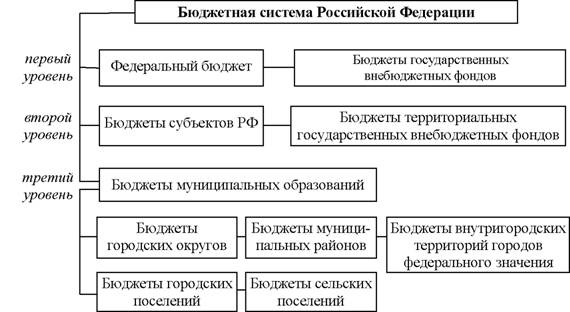 Бюджетная система Российской Федерации
первый
уровень
Федеральный бюджет
Бюджеты государственных
внебюджетных фондов
второй
уровень
Бюджеты субъектов РФ
Бюджеты территориальных
государственных внебюджетных фондов
третий
уровень
Бюджеты муниципальных образований
Бюджеты
городских округов
Бюджеты муници-
пальных районов
Бюджеты внутригородских
территорий городов
федерального значения
Бюджеты городских
поселений
Бюджеты сельских
поселений